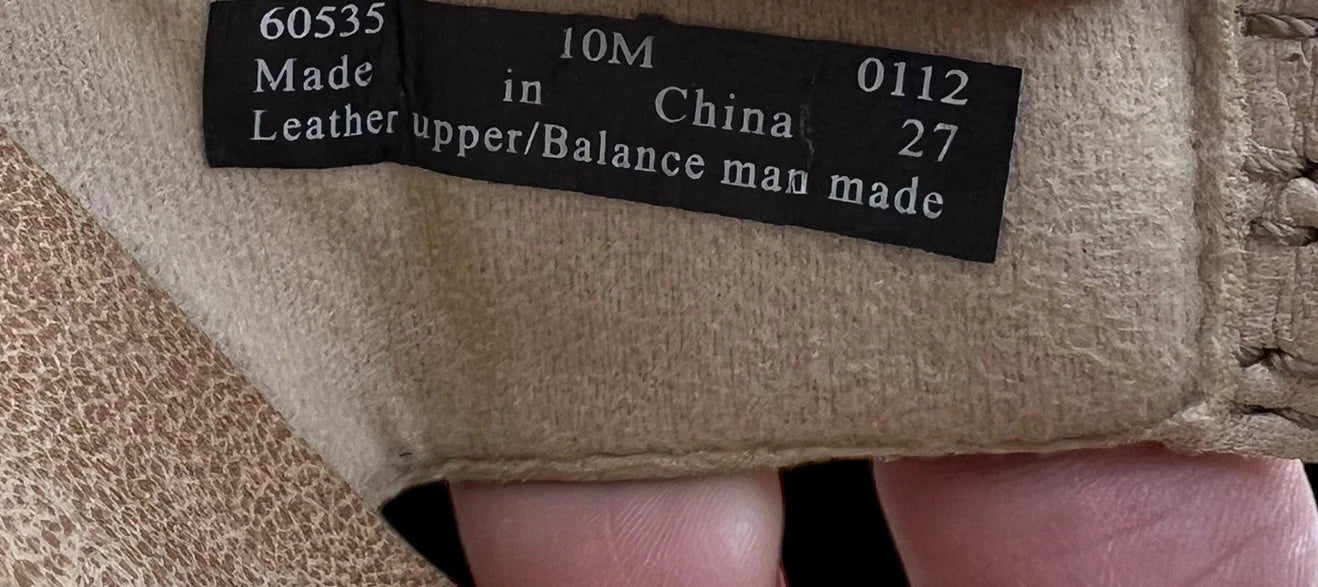 60535 10M 0112
Made in China 27
Leather upper/Balance man made